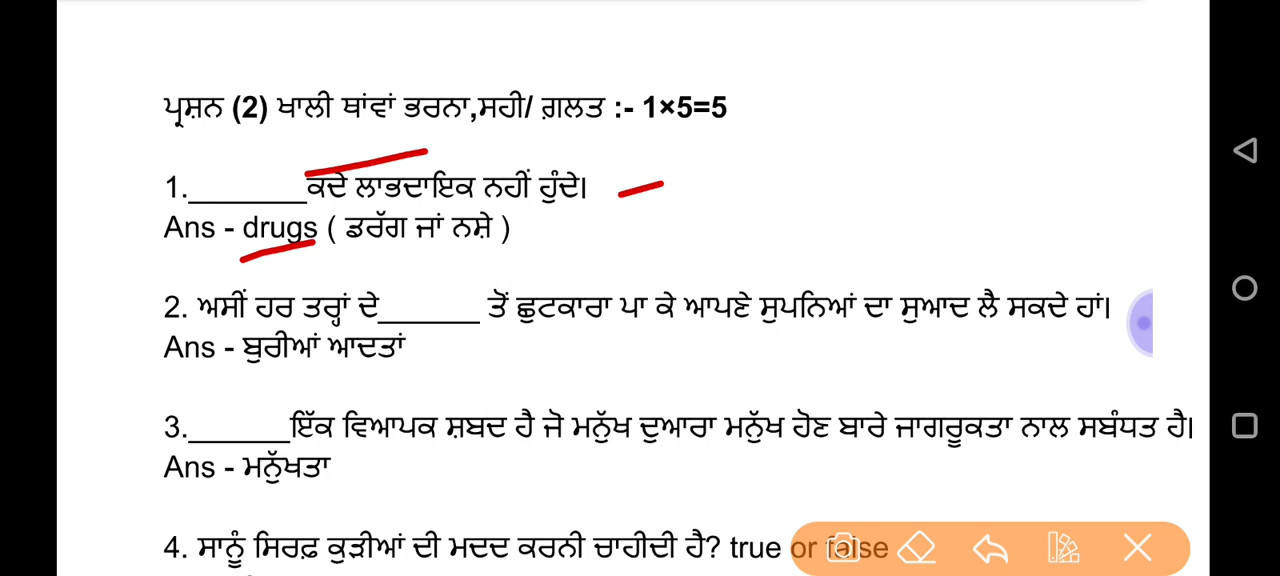 ਪ੍ਰਸ਼ਨ (2) ਖਾਲੀ ਥਾਂਵਾਂ ਭਰਨਾ,ਸਹੀ/ ਗ਼ਲਤ :- 1×5=5
1._______ਕਦੇ ਲਾਭਦਾਇਕ ਨਹੀਂ ਹੁੰਦੇ।
Ans - drugs ( ਡਰੱਗ ਜਾਂ ਨਸ਼ੇ )
2. ਅਸੀਂ ਹਰ ਤਰ੍ਹਾਂ ਦੇ______ ਤੋਂ ਛੁਟਕਾਰਾ ਪਾ ਕੇ ਆਪਣੇ ਸੁਪਨਿਆਂ ਦਾ ਸੁਆਦ ਲੈ ਸਕਦੇ ਹਾਂ।
Ans - ਬੁਰੀਆਂ ਆਦਤਾਂ
3.______ਇੱਕ ਵਿਆਪਕ ਸ਼ਬਦ ਹੈ ਜੋ ਮਨੁੱਖ ਦੁਆਰਾ ਮਨੁੱਖ ਹੋਣ ਬਾਰੇ ਜਾਗਰੂਕਤਾ ਨਾਲ ਸਬੰਧਤ ਹੈ।
Ans - ਮਨੁੱਖਤਾ
4. ਸਾਨੂੰ ਸਿਰਫ਼ ਕੁੜੀਆਂ ਦੀ ਮਦਦ ਕਰਨੀ ਚਾਹੀਦੀ ਹੈ? true or false